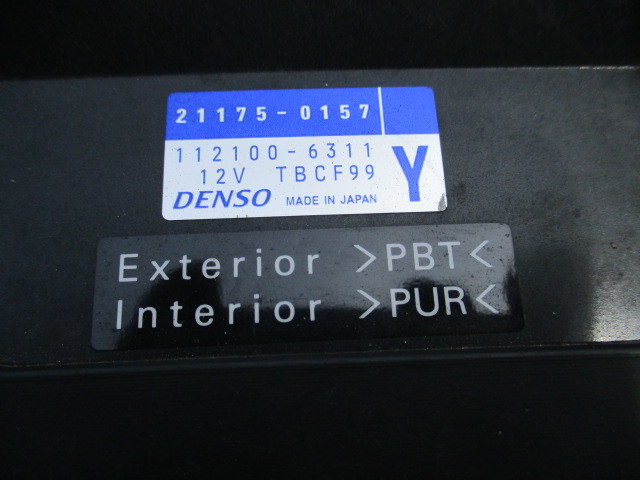 21175-0157
112100-6311
12V TBCF99
Y
DENSO MADE IN JAPAN
Exterior >PBT<
Interior >PUR<